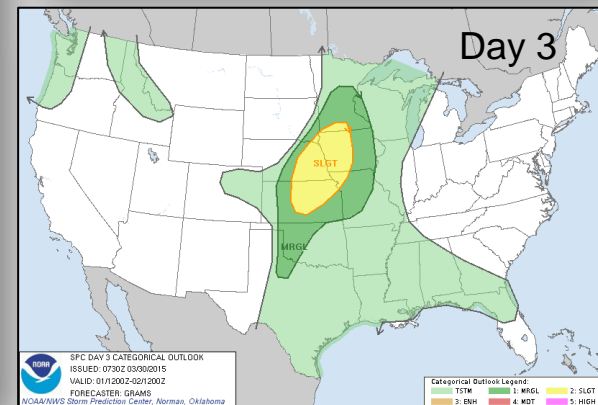 Day 3
SLGT
MRGL
NOAA
SPC DAY 3 CATEGORICAL OUTLOOK
ISSUED: 0730Z 03/30/2015
VALID: 01/1200Z-02/1200Z
FORECASTER: GRAMS
NOAA/NWS Storm Prediction Center, Norman, Oklahoma
Categorical Outlook Legend:
TSTM 1: MRGL 2: SLGT
3: ENH 4: MDT 5: HIGH